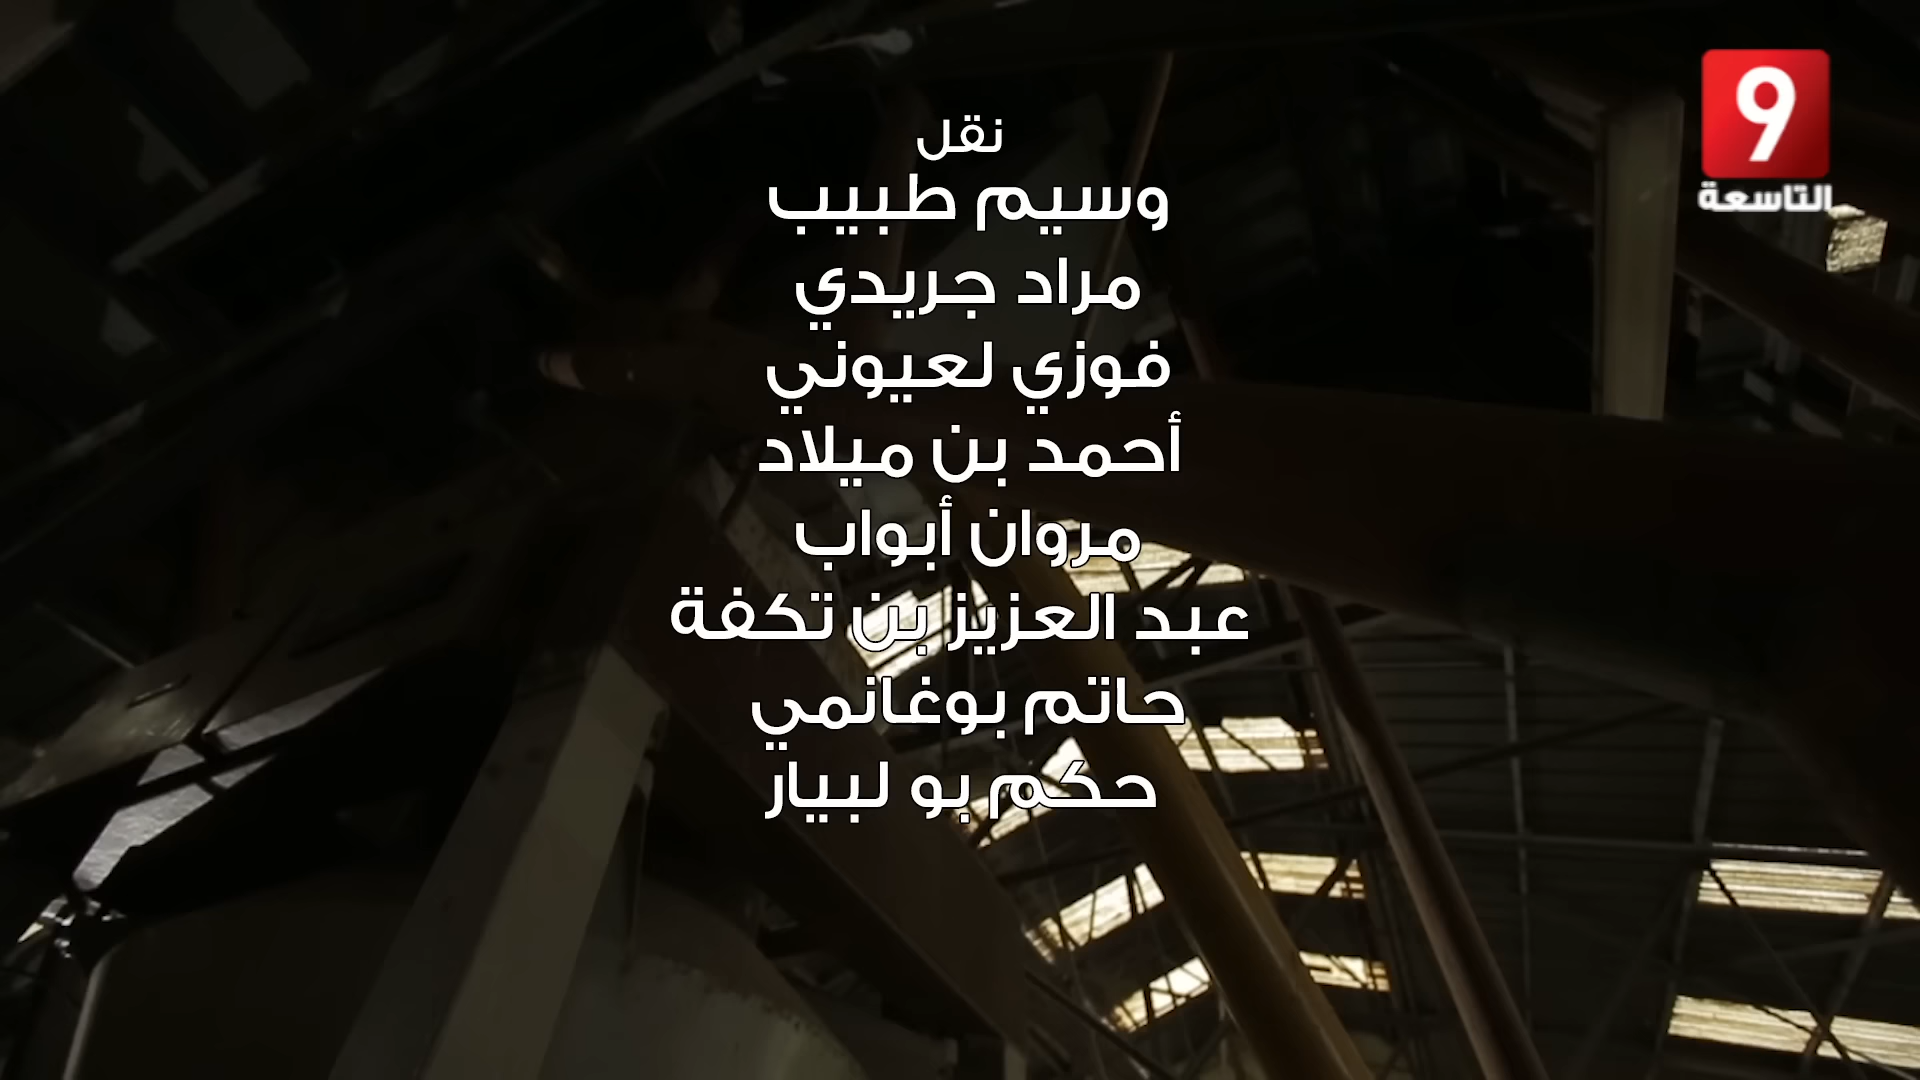 نقل
وسيم طبيب
مراد جريدي
فوزي لعيوني
أحمد بن ميلاد
مروان أبواب
عبد العزيز بن تكفة
حاتم بوغانمي
حكم بو لبيار
9
التاسعة